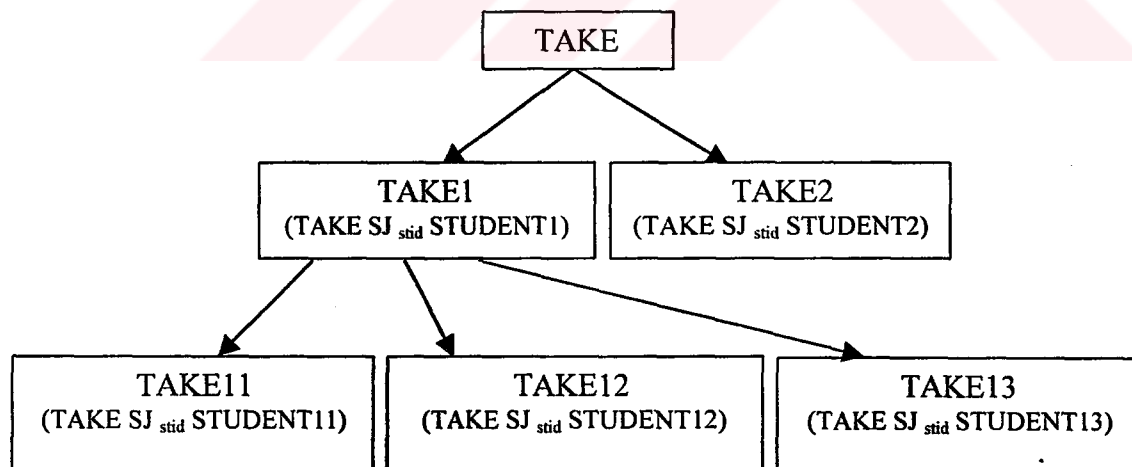 TAKE
TAKE1
(TAKE SJ stid STUDENT1)
TAKE2
(TAKE SJ stid STUDENT2)
TAKE11
(TAKE SJ stid STUDENT11)
TAKE12
(TAKE SJ stid STUDENT12)
TAKE13
(TAKE SJ stid STUDENT13)